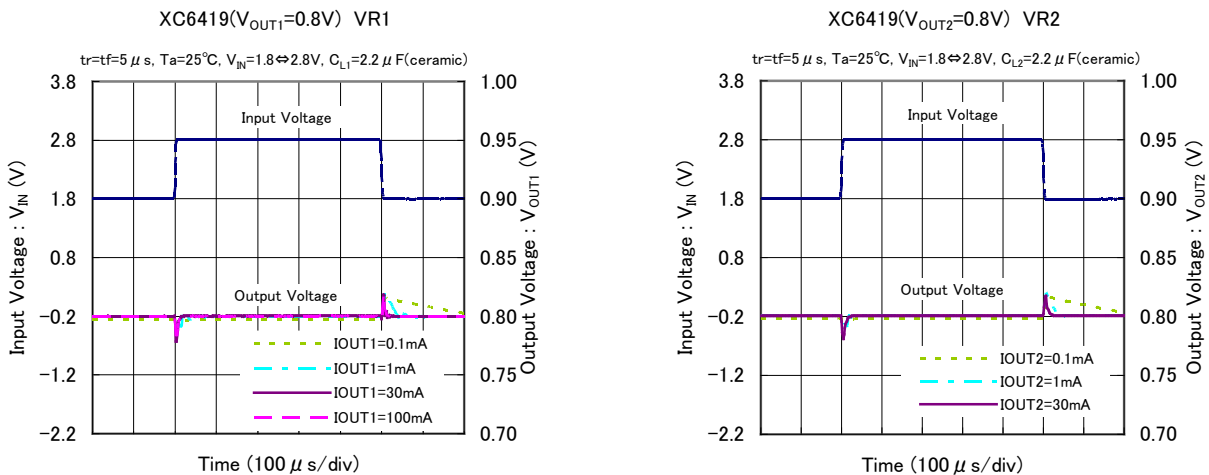 XC6419(VOUT1=0.8V) VR1
tr=tf=5μs, Ta=25℃, VIN=1.8⇔2.8V, CL1=2.2μF(ceramic)
Input Voltage : VIN (V)
3.8
2.8
1.8
0.8
-0.2
-1.2
-2.2
Input Voltage
Output Voltage
IOUT1=0.1mA
IOUT1=1mA
IOUT1=30mA
IOUT1=100mA
1.00
0.95
0.90
0.85
0.80
0.75
0.70
Output Voltage : VOUT1 (V)
Time (100μs/div)
XC6419(VOUT2=0.8V) VR2
tr=tf=5μs, Ta=25℃, VIN=1.8⇔2.8V, CL2=2.2μF(ceramic)
Input Voltage : VIN (V)
3.8
2.8
1.8
0.8
-0.2
-1.2
-2.2
Input Voltage
Output Voltage
IOUT2=0.1mA
IOUT2=1mA
IOUT2=30mA
1.00
0.95
0.90
0.85
0.80
0.75
0.70
Output Voltage : VOUT2 (V)
Time (100μs/div)